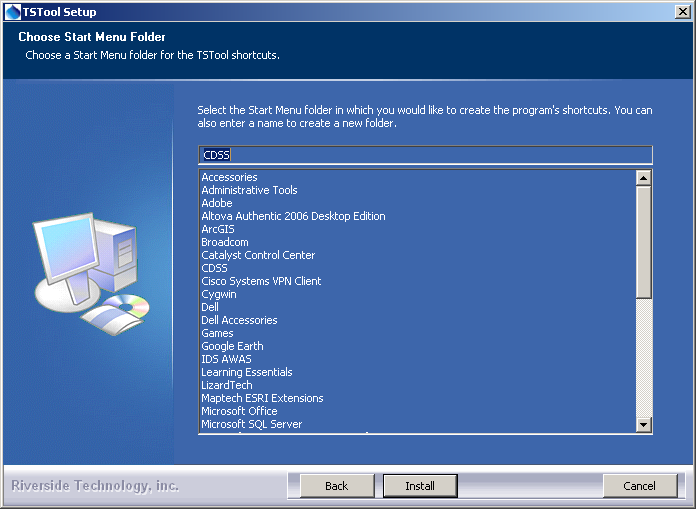 TSTool Setup
Choose Start Menu Folder
Choose a Start Menu folder for the TSTool shortcuts.
Select the Start Menu folder in which you would like to create the program's shortcuts. You can
also enter a name to create a new folder.
CDSS
Accessories
Administrative Tools
Adobe
Altova Authentic 2006 Desktop Edition
ArcGIS
Broadcom
Catalyst Control Center
CDSS
Cisco Systems VPN Client
Cygwin
Dell
Dell Accessories
Games
Google Earth
IDS AWAS
Learning Essentials
LizardTech
Maptech ESRI Extensions
Microsoft Office
Microsoft SQL Server
Riverside Technology, inc.
Back
Install
Cancel